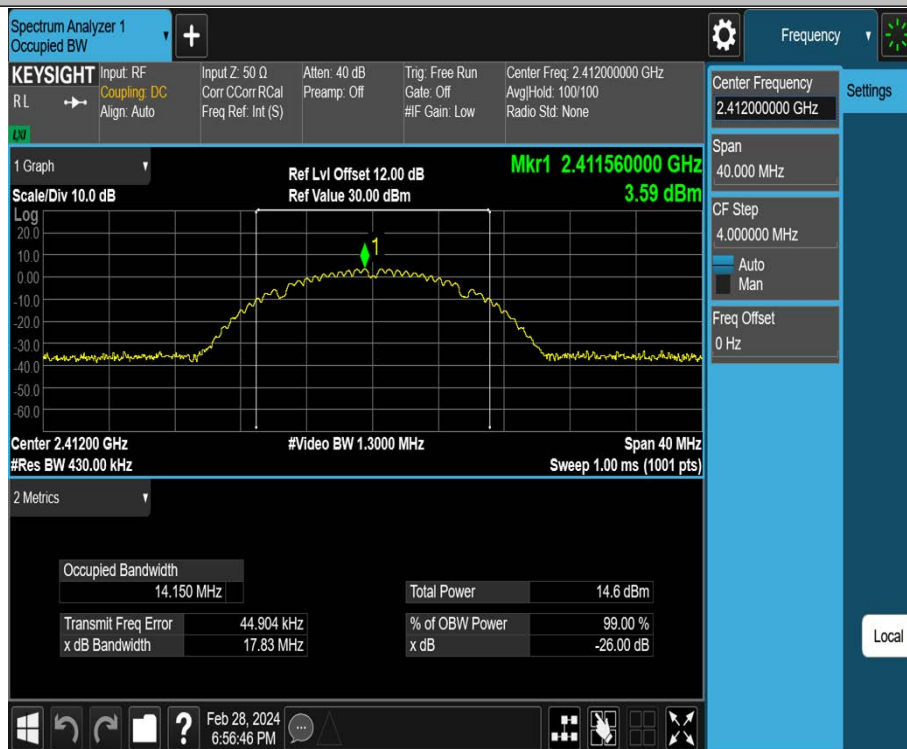 Spectrum Analyzer 1
Occupied BW
+
Frequency
KEYSIGHT
RL
LXI
Input: RF
Coupling: DC
Align: Auto
Input Z: 50 Ω
Corr CCorr RCal
Freq Ref: Int (S)
Atten: 40 dB
Preamp: Off
Trig: Free Run
Gate: Off
#IF Gain: Low
Center Freq: 2.412000000 GHz
Avg|Hold: 100/100
Radio Std: None
Center Frequency
2.412000000 GHz
Settings
Span
40.000 MHz
CF Step
4.000000 MHz
Auto
Man
Freq Offset
0 Hz
Local
1 Graph
Scale/Div 10.0 dB
Ref Lvl Offset 12.00 dB
Ref Value 30.00 dBm
Mkr1 2.411560000 GHz
3.59 dBm
Log
20.0
10.0
0.00
-10.0
-20.0
-30.0
-40.0
-50.0
-60.0
1
Center 2.41200 GHz
#Res BW 430.00 kHz
#Video BW 1.3000 MHz
Span 40 MHz
Sweep 1.00 ms (1001 pts)
2 Metrics
Occupied Bandwidth
14.150 MHz
Total Power 14.6 dBm
Transmit Freq Error 44.904 kHz
% of OBW Power 99.00 %
x dB Bandwidth 17.83 MHz
x dB -26.00 dB
?
Feb 28, 2024
6:56:46 PM